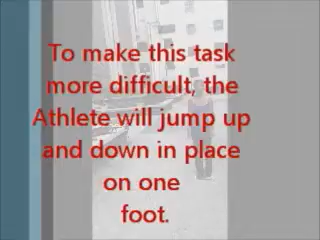 To make this task
more difficult, the
Athlete will jump up
and down in place
on one
foot.